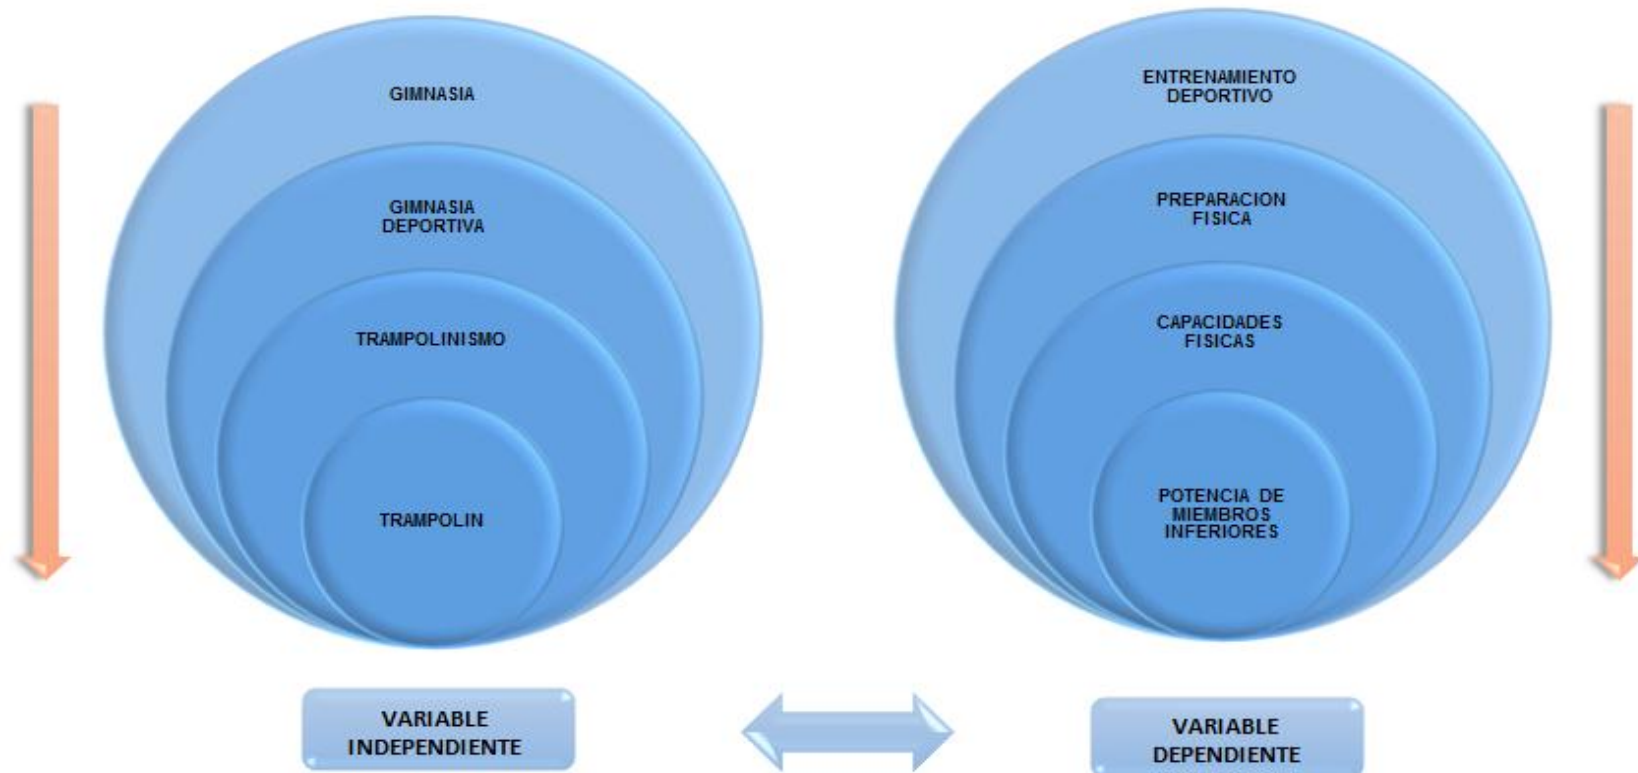 GIMNASIA
GIMNASIA
DEPORTIVA
TRAMPOLINISMO
TRAMPOLIN
ENTRENAMIENTO
DEPORTIVO
PREPARACION
FISICA
CAPACIDADES
FISICAS
POTENCIA DE
MIEMBROS
INFERIORES
VARIABLE
INDEPENDIENTE
VARIABLE
DEPENDIENTE